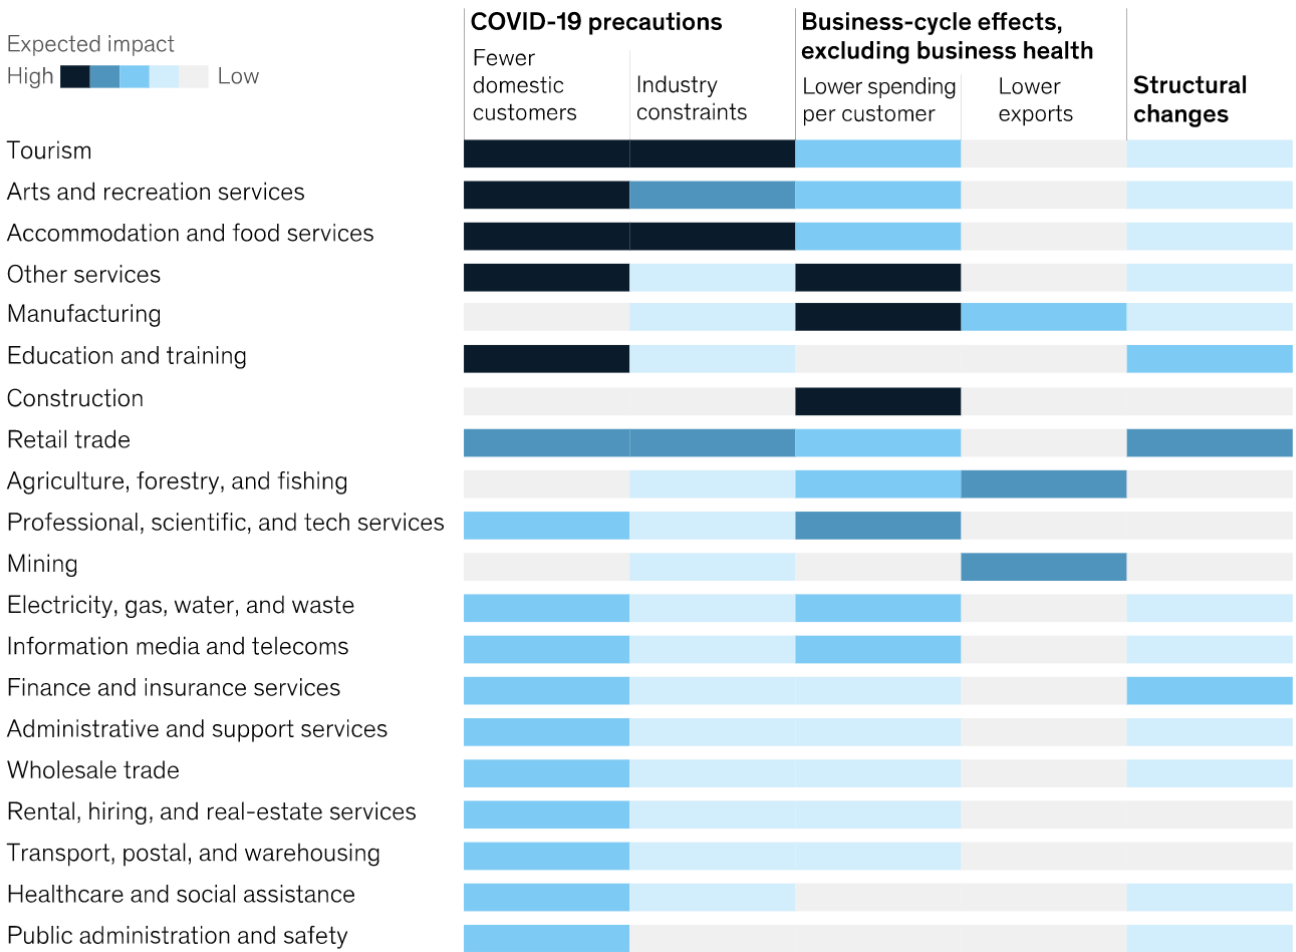 Expected impact
High Low
COVID-19 precautions
Fewer
domestic
customers
Industry
constraints
Business-cycle effects,
excluding business health
Lower spending
per customer
Lower
exports
Structural
changes
Tourism
Arts and recreation services
Accommodation and food services
Other services
Manufacturing
Education and training
Construction
Retail trade
Agriculture, forestry, and fishing
Professional, scientific, and tech services
Mining
Electricity, gas, water, and waste
Information media and telecoms
Finance and insurance services
Administrative and support services
Wholesale trade
Rental, hiring, and real-estate services
Transport, postal, and warehousing
Healthcare and social assistance
Public administration and safety